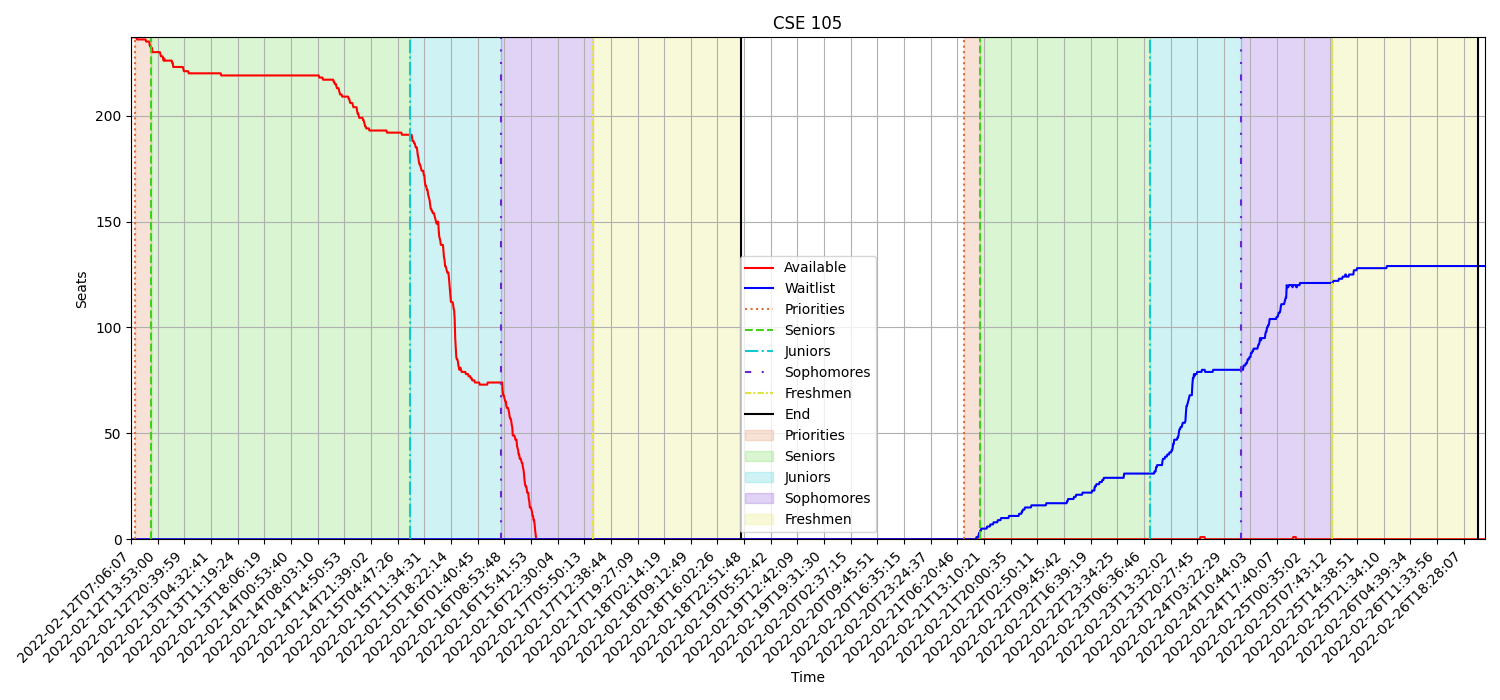 CSE 105
Seats
200
150
100
50
0
Available
Waitlist
Priorities
Seniors
Juniors
Sophomores
Freshmen
End
Priorities
Seniors
Juniors
Sophomores
Freshmen
2022-02-12T07:06:07
2022-02-12T13:53:00
2022-02-12T20:39:59
2022-02-13T04:32:41
2022-02-13T11:19:24
2022-02-13T18:06:19
2022-02-14T00:53:40
2022-02-14T08:03:10
2022-02-14T14:50:53
2022-02-14T21:39:02
2022-02-15T04:47:26
2022-02-15T11:34:31
2022-02-15T18:22:14
2022-02-16T01:40:45
2022-02-16T08:53:48
2022-02-16T15:41:53
2022-02-16T22:30:04
2022-02-17T05:50:13
2022-02-17T12:38:44
2022-02-17T19:27:09
2022-02-18T02:14:19
2022-02-18T09:12:49
2022-02-18T16:02:26
2022-02-18T22:51:48
2022-02-19T05:52:42
2022-02-19T12:42:09
2022-02-19T19:31:30
2022-02-20T02:37:15
2022-02-20T09:45:51
2022-02-20T16:35:15
2022-02-20T23:24:37
2022-02-21T06:20:46
2022-02-21T13:10:21
2022-02-21T20:00:35
2022-02-22T02:50:11
2022-02-22T09:45:42
2022-02-22T16:39:19
2022-02-22T23:34:25
2022-02-23T06:36:46
2022-02-23T13:32:02
2022-02-23T20:27:45
2022-02-24T03:22:29
2022-02-24T10:44:03
2022-02-24T17:40:07
2022-02-25T00:35:02
2022-02-25T07:43:12
2022-02-25T14:38:51
2022-02-25T21:34:10
2022-02-26T04:39:34
2022-02-26T11:33:56
2022-02-26T18:28:07
Time